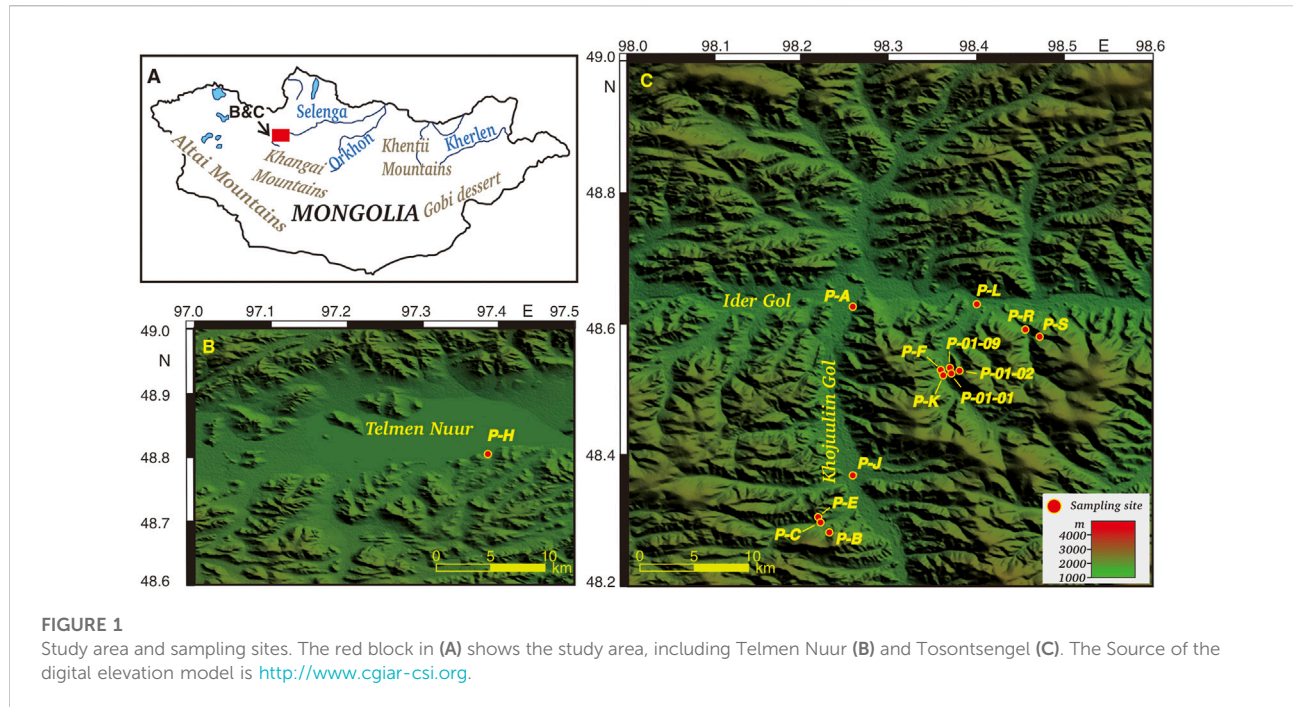 A
B&C
Selenga
Orkhon
Khentii
Mountains
Kherlen
Khangai
Mountains
Altai Mountains
MONGOLIA
Gobi dessert
97.0 97.1 97.2 97.3 97.4 E 97.5
49.0
N
48.9
48.8
48.7
48.6
B
Telmen Nuur
P-H
0 5 10
km
98.0 98.1 98.2 98.3 98.4 98.5 E 98.6
49.0
N
48.8
48.6
48.4
48.2
C
Ider Gol
P-A
P-L
P-R
P-S
P-F
P-01-09
P-01-02
P-K
P-01-01
Khojuuliin Gol
P-J
P-E
P-C
P-B
0 5 10
km
Sampling site
m
4000
3000
2000
1000
FIGURE 1
Study area and sampling sites. The red block in (A) shows the study area, including Telmen Nuur (B) and Tosontsengel (C). The Source of the
digital elevation model is http://www.cgiar-csi.org.